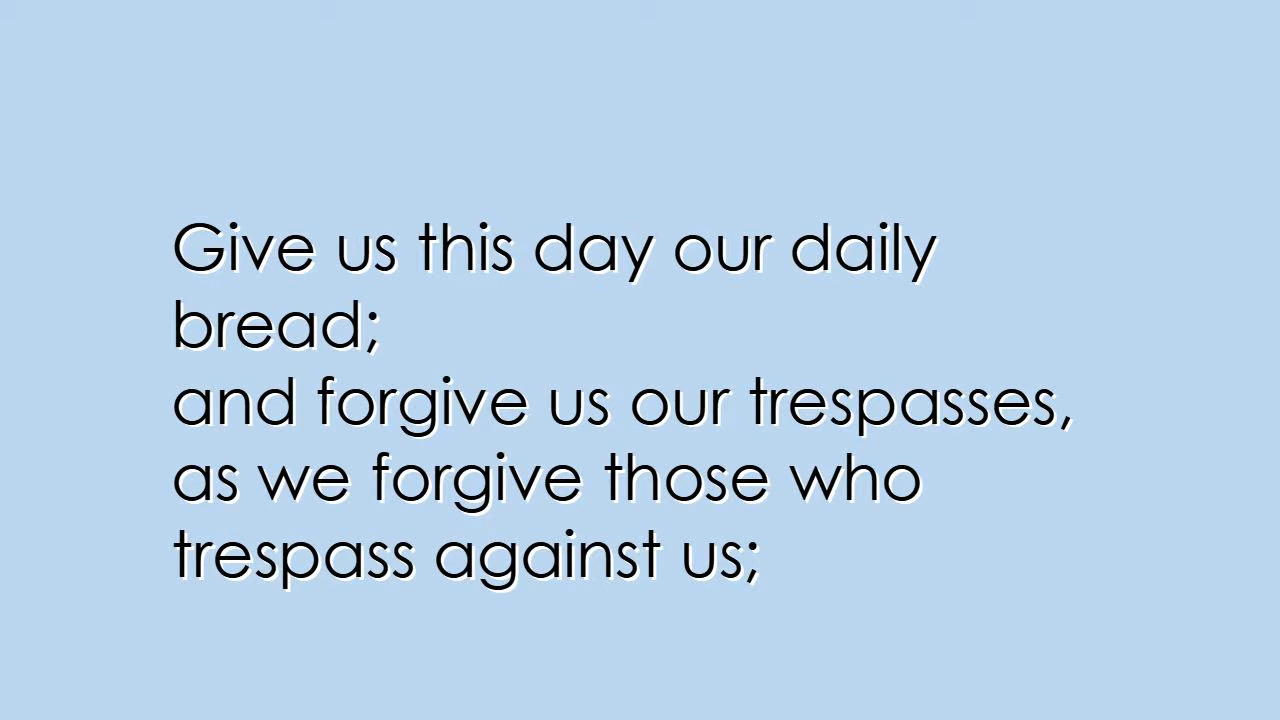 Give us this day our daily
bread;
and forgive us our trespasses,
as we forgive those who
trespass against us;